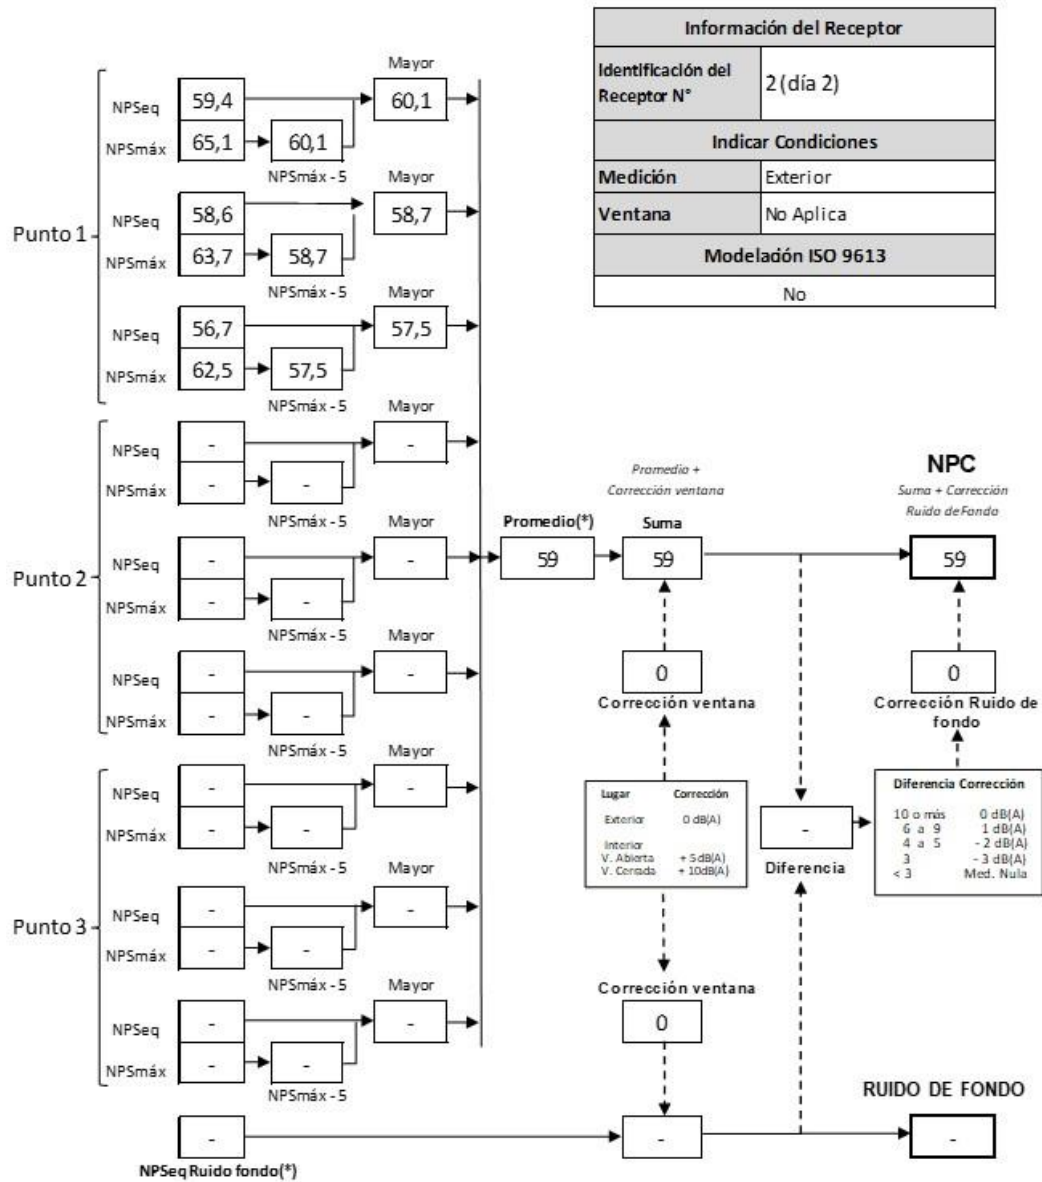 Información del Receptor
Identificación del
Receptor N°
2 (día 2)
Indicar Condiciones
Medición
Exterior
Ventana
No Aplica
Modelación ISO 9613
No
Punto 1
Mayor
NPSeq
59,4
60,1
NPSmáx
65,1
60,1
NPSmáx - 5
Mayor
NPSeq
58,6
58,7
NPSmáx
63,7
58,7
NPSmáx - 5
Mayor
NPSeq
56,7
57,5
NPSmáx
62,5
57,5
NPSmáx - 5
Punto 2
Mayor
NPSeq
-
-
NPSmáx
-
-
NPSmáx - 5
Mayor
NPSeq
-
-
NPSmáx
-
-
NPSmáx - 5
Mayor
NPSeq
-
-
NPSmáx
-
-
NPSmáx - 5
Punto 3
Mayor
NPSeq
-
-
NPSmáx
-
-
NPSmáx - 5
Mayor
NPSeq
-
-
NPSmáx
-
-
NPSmáx - 5
Mayor
NPSeq
-
-
NPSmáx
-
-
NPSmáx - 5
-
NPSeq Ruido fondo(*)
Promedio(*)
59
Promedio +
Corrección ventana
Suma
59
0
Corrección ventana
Lugar Corrección
Exterior 0 dB(A)
Interior
V. Abierta + 5dB(A)
V. Cerrada + 10dB(A)
Corrección ventana
0
-
-
Diferencia
NPC
Suma + Corrección
Ruido de Fondo
59
0
Corrección Ruido de
fondo
Diferencia Corrección
10 o más 0 dB(A)
6 a 9 1 dB(A)
4 a 5 - 2 dB(A)
3 - 3 dB(A)
< 3 Med. Nula
RUIDO DE FONDO
-